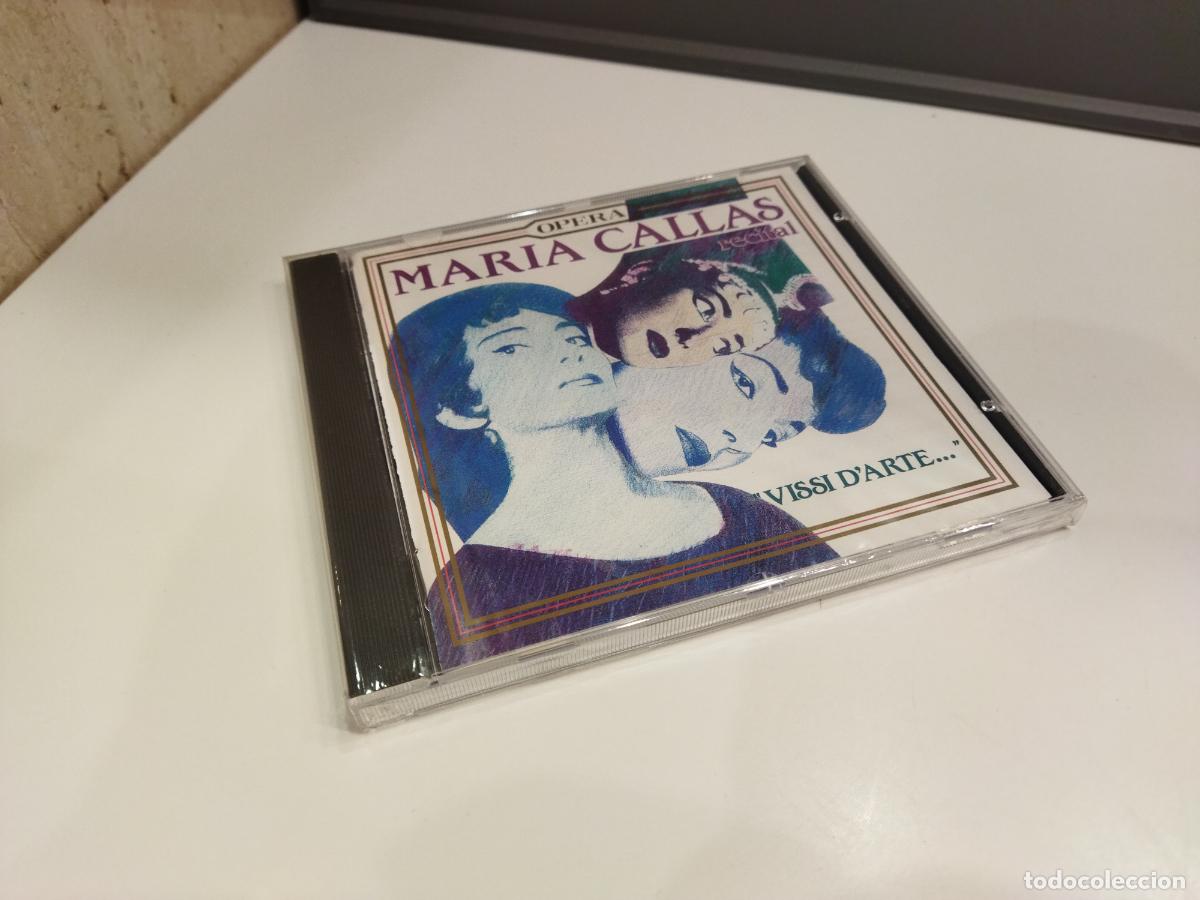 OPERA
MARIA CALLAS
recital
"VISSI D'ARTE..."
todocoleccion